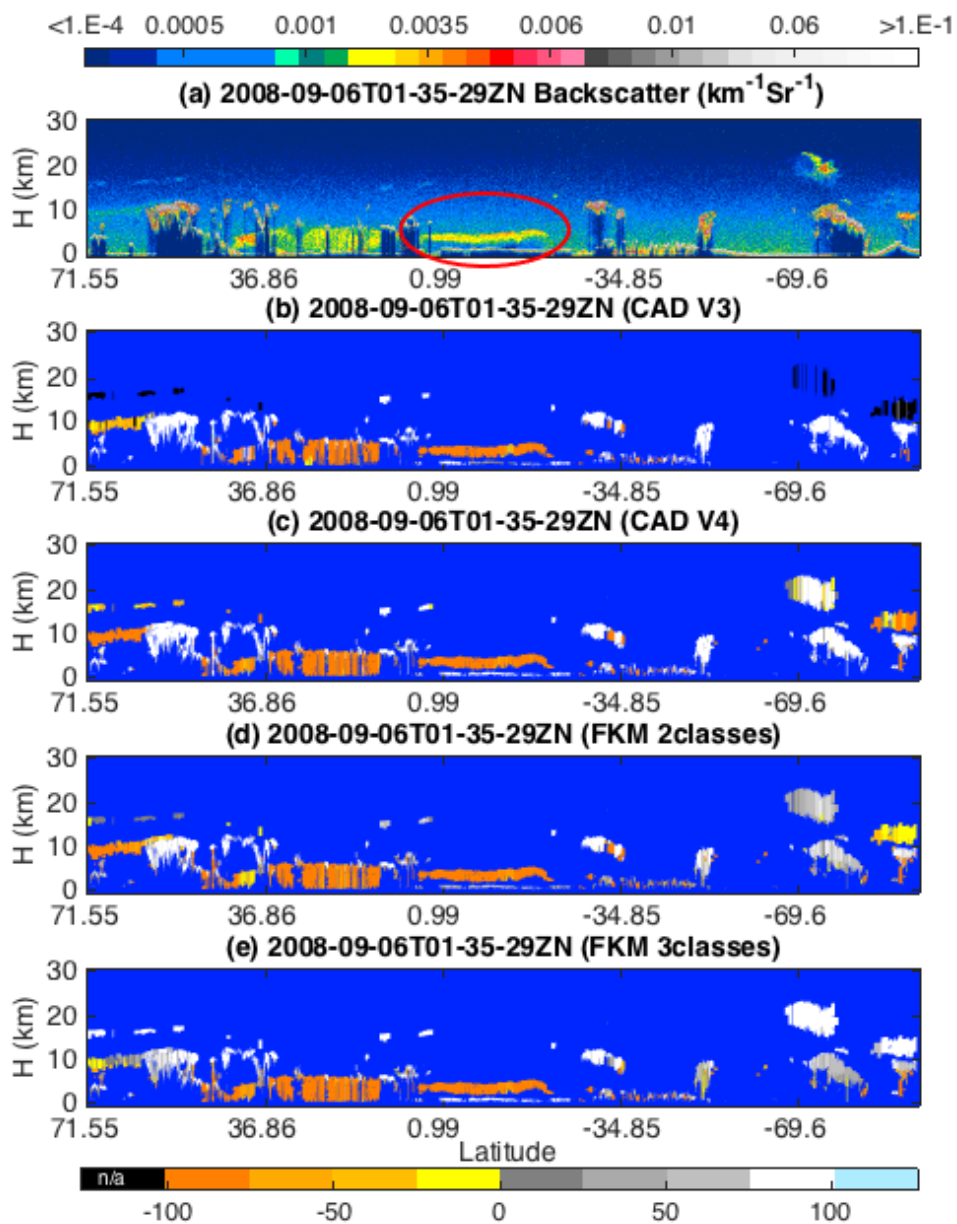 <1.E-4 0.0005 0.001 0.0035 0.006 0.01 0.06 >1.E-1
(a) 2008-09-06T01-35-29ZN Backscatter (km⁻¹Sr⁻¹)
30
20
10
0
H (km)
71.55 36.86 0.99 -34.85 -69.6
(b) 2008-09-06T01-35-29ZN (CAD V3)
30
20
10
0
H (km)
71.55 36.86 0.99 -34.85 -69.6
(c) 2008-09-06T01-35-29ZN (CAD V4)
30
20
10
0
H (km)
71.55 36.86 0.99 -34.85 -69.6
(d) 2008-09-06T01-35-29ZN (FKM 2classes)
30
20
10
0
H (km)
71.55 36.86 0.99 -34.85 -69.6
(e) 2008-09-06T01-35-29ZN (FKM 3classes)
30
20
10
0
H (km)
71.55 36.86 0.99 -34.85 -69.6
Latitude
n/a
-100 -50 0 50 100